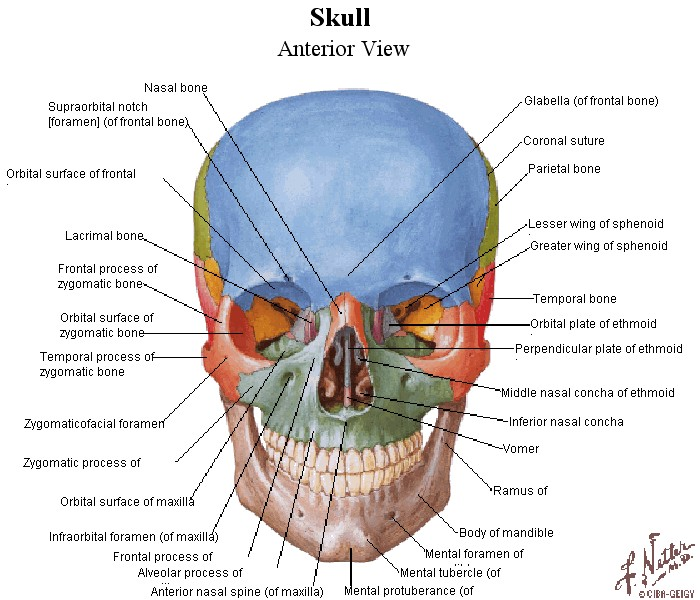 Skull
Anterior View
Nasal bone
Supraorbital notch
[foramen] (of frontal bone)
Orbital surface of frontal
Lacrimal bone
Frontal process of
zygomatic bone
Orbital surface of
zygomatic bone
Temporal process of
zygomatic bone
Zygomaticofacial foramen
Zygomatic process of
Orbital surface of maxilla
Infraorbital foramen (of maxilla)
Frontal process of
Alveolar process of
Anterior nasal spine (of maxilla)
Glabella (of frontal bone)
Coronal suture
Parietal bone
Lesser wing of sphenoid
Greater wing of sphenoid
Temporal bone
Orbital plate of ethmoid
Perpendicular plate of ethmoid
Middle nasal concha of ethmoid
Inferior nasal concha
Vomer
Ramus of
Body of mandible
Mental foramen of
Mental tubercle (of
Mental protuberance (of
F. Netter
M.D.
© CIBA-GEIGY